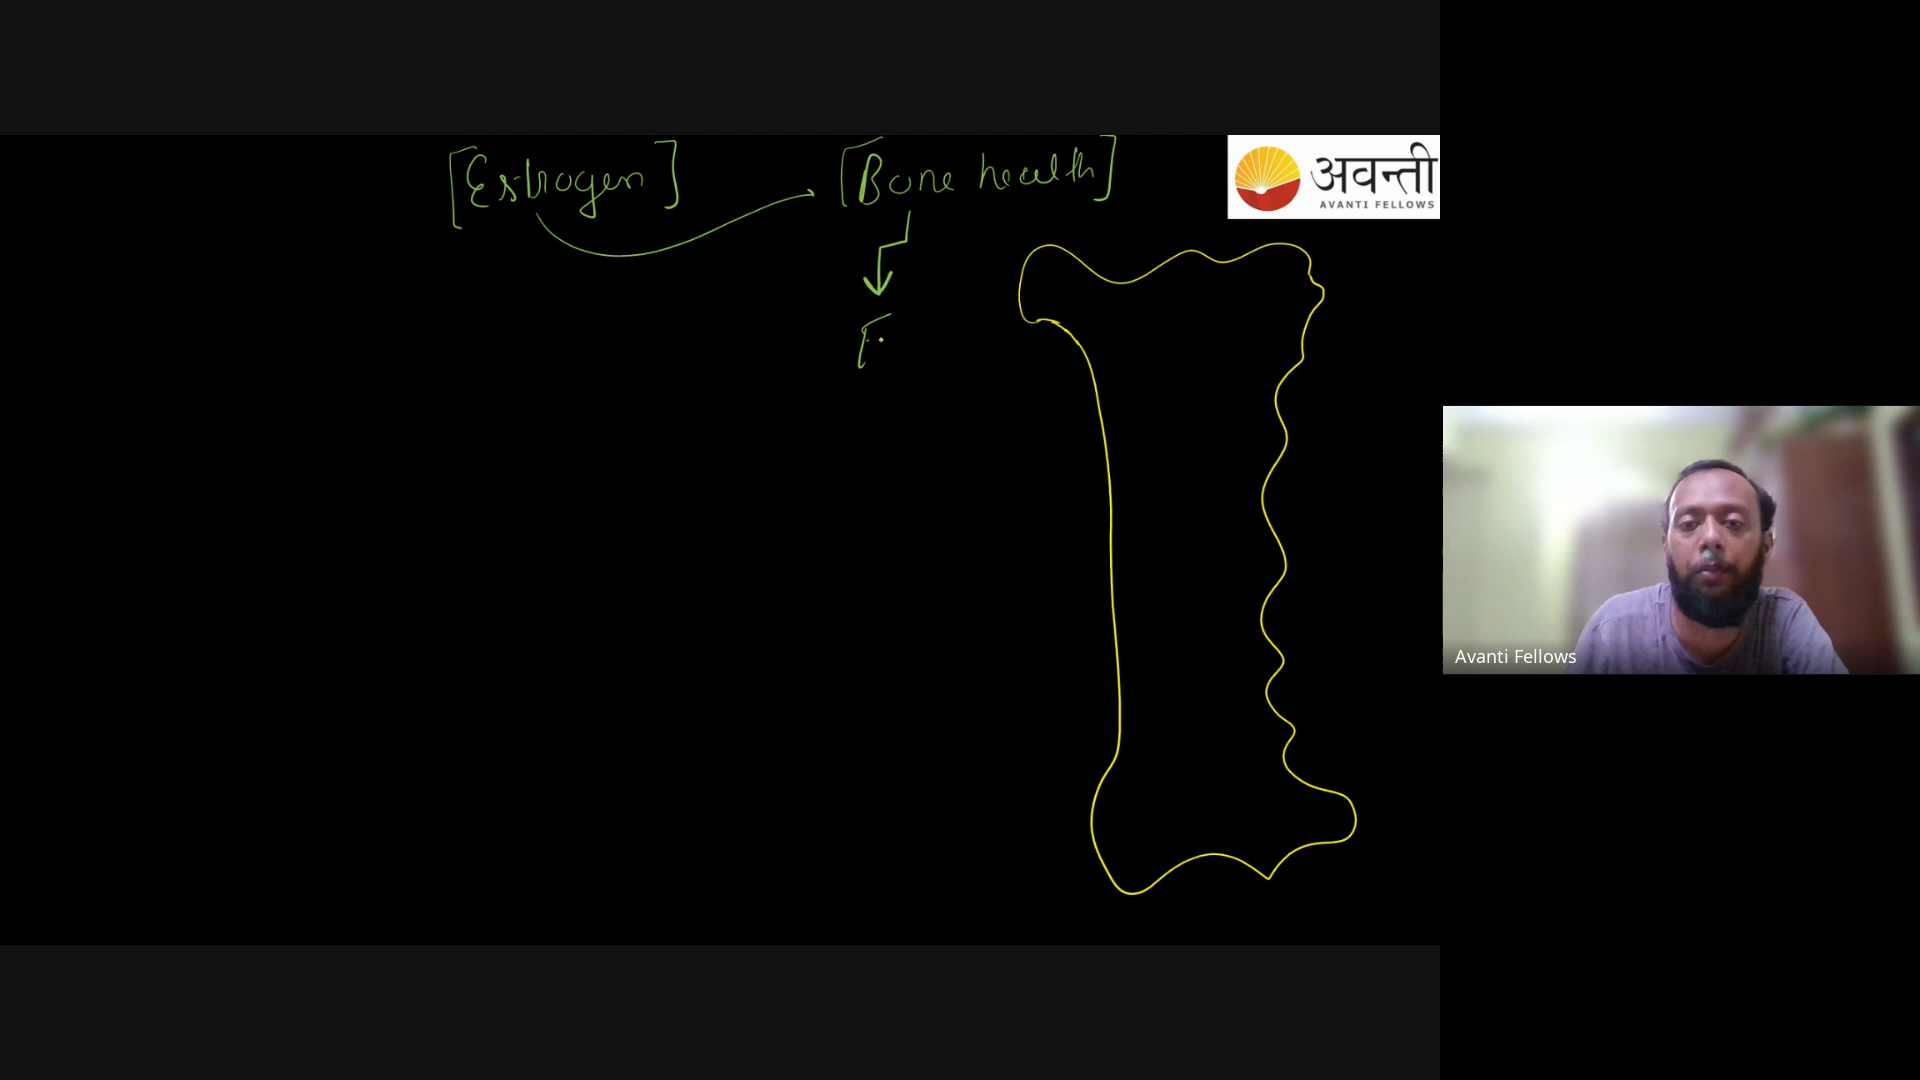 [Estrogen] [Bone health]
अवन्ती
AVANTI FELLOWS
F
Avanti Fellows